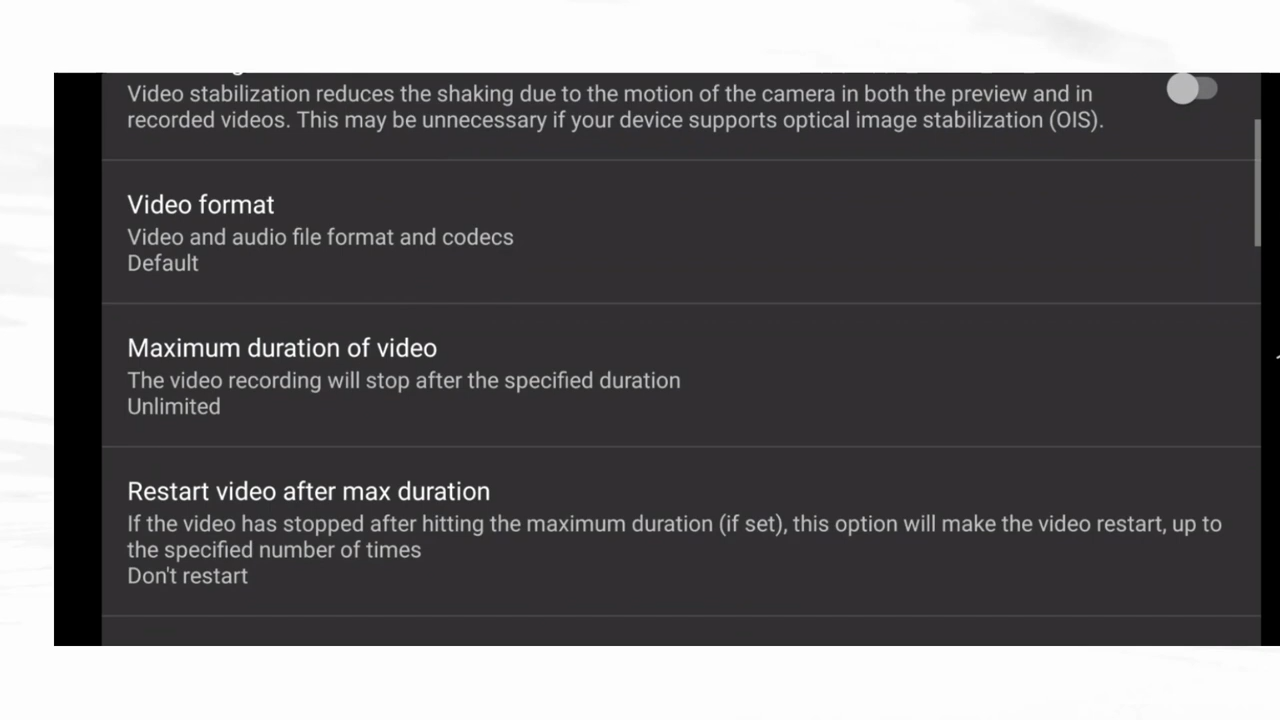 Video stabilization reduces the shaking due to the motion of the camera in both the preview and in
recorded videos. This may be unnecessary if your device supports optical image stabilization (OIS).
Video format
Video and audio file format and codecs
Default
Maximum duration of video
The video recording will stop after the specified duration
Unlimited
Restart video after max duration
If the video has stopped after hitting the maximum duration (if set), this option will make the video restart, up to
the specified number of times
Don't restart